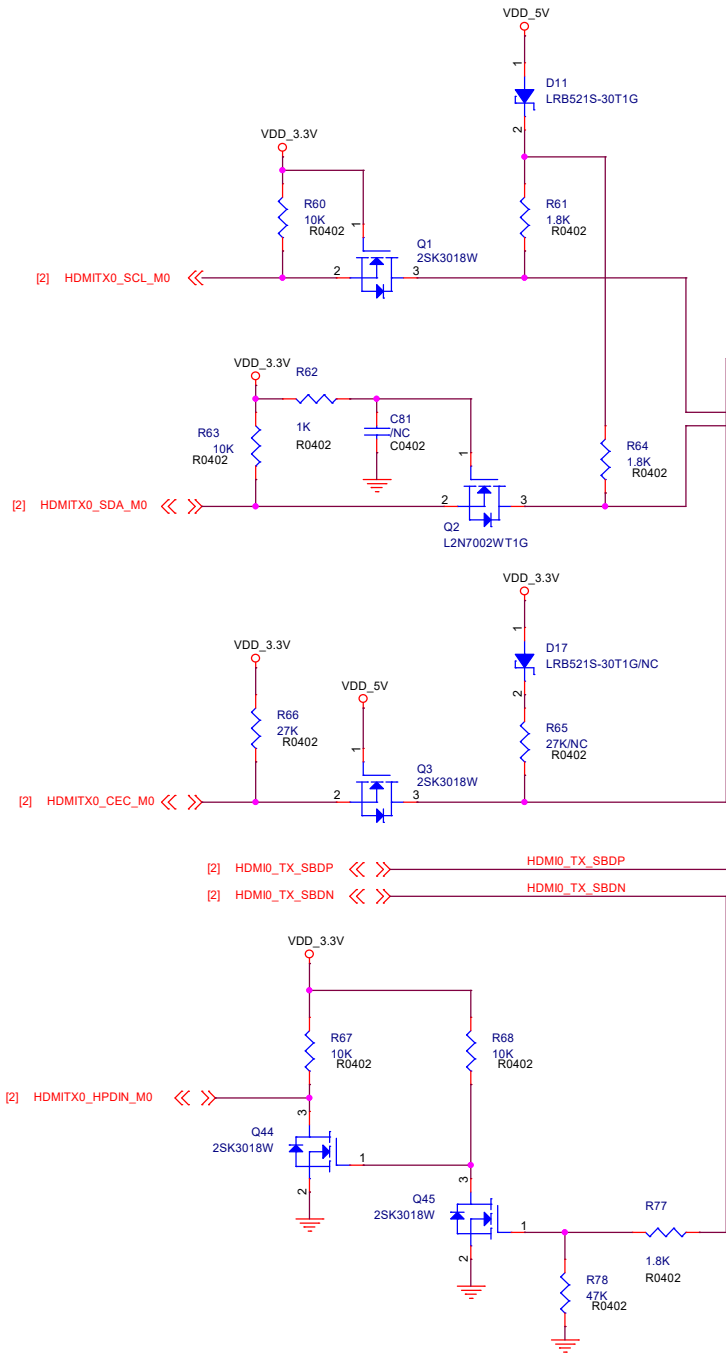 VDD_5V
1
D11
LRB521S-30T1G
2
VDD_3.3V
R60
10K
R0402
1
Q1
2SK3018W
R61
1.8K
R0402
[2] HDMITX0_SCL_M0
2
3
VDD_3.3V
R62
1K
R0402
C81
/NC
C0402
R63
10K
R0402
1
R64
1.8K
R0402
[2] HDMITX0_SDA_M0
2
3
Q2
L2N7002WT1G
VDD_3.3V
1
D17
LRB521S-30T1G/NC
2
VDD_3.3V
VDD_5V
R66
27K
R0402
1
R65
27K/NC
R0402
Q3
2SK3018W
[2] HDMITX0_CEC_M0
2
3
[2] HDMI0_TX_SBDP
HDMI0_TX_SBDP
[2] HDMI0_TX_SBDN
HDMI0_TX_SBDN
VDD_3.3V
R67
10K
R0402
R68
10K
R0402
[2] HDMITX0_HPDIN_M0
3
Q44
2SK3018W
1
2
3
Q45
2SK3018W
1
2
R77
1.8K
R0402
R78
47K
R0402